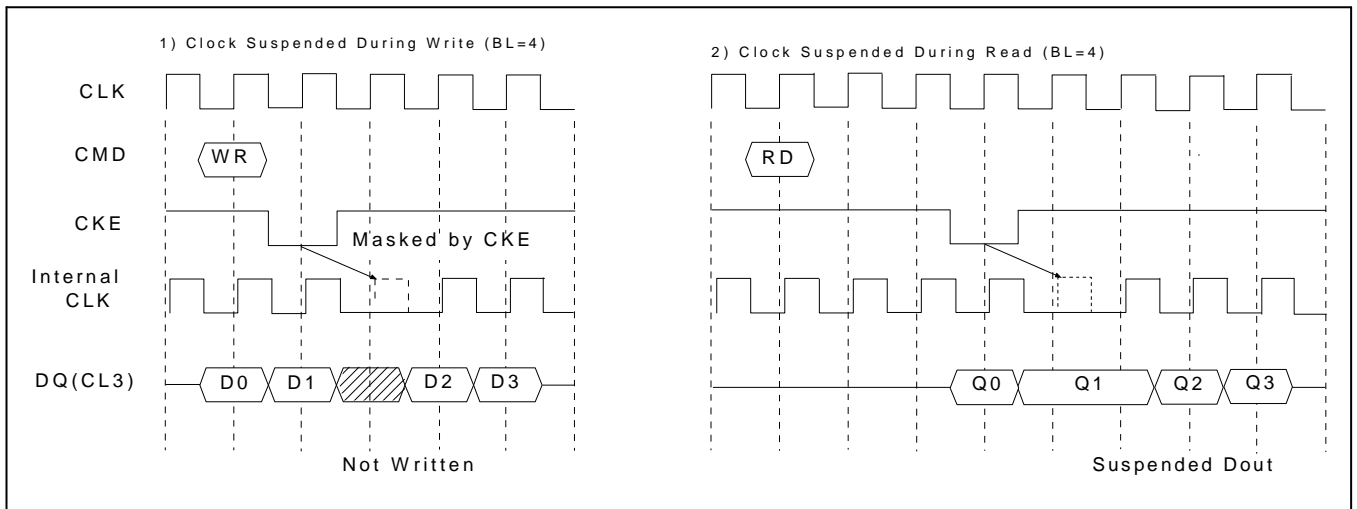 1) Clock Suspended During Write (BL=4)
2) Clock Suspended During Read (BL=4)
CLK
CMD
WR
RD
CKE
Masked by CKE
Internal
CLK
DQ(CL3)
D0
D1
D2
D3
Q0
Q1
Q2
Q3
Not Written
Suspended Dout